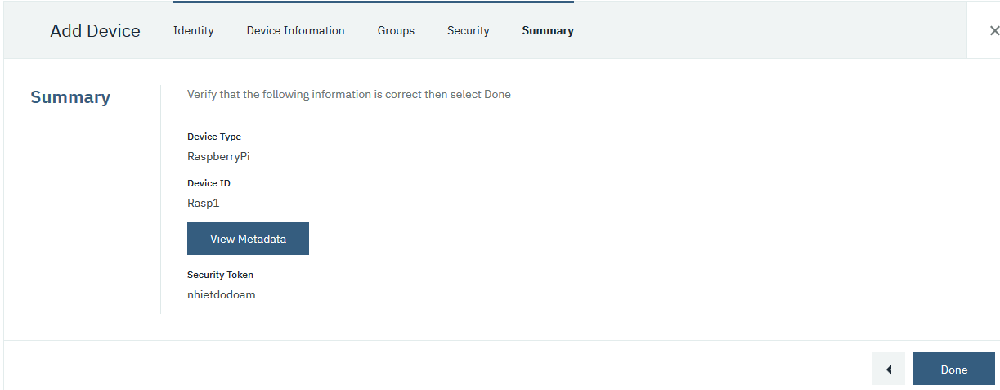 Add Device
Identity
Device Information
Groups
Security
Summary
Summary
Verify that the following information is correct then select Done
Device Type
RaspberryPi
Device ID
Rasp1
View Metadata
Security Token
nhietdodoam
Done